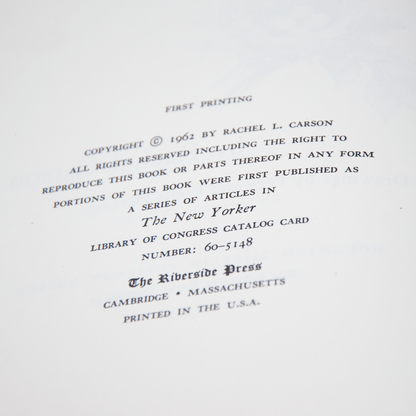 FIRST PRINTING
COPYRIGHT © 1962 BY RACHEL L. CARSON
ALL RIGHTS RESERVED INCLUDING THE RIGHT TO
REPRODUCE THIS BOOK OR PARTS THEREOF IN ANY FORM
PORTIONS OF THIS BOOK WERE FIRST PUBLISHED AS
A SERIES OF ARTICLES IN
The New Yorker
LIBRARY OF CONGRESS CATALOG CARD
NUMBER: 60-5148
The Riverside Press
CAMBRIDGE • MASSACHUSETTS
PRINTED IN THE U.S.A.